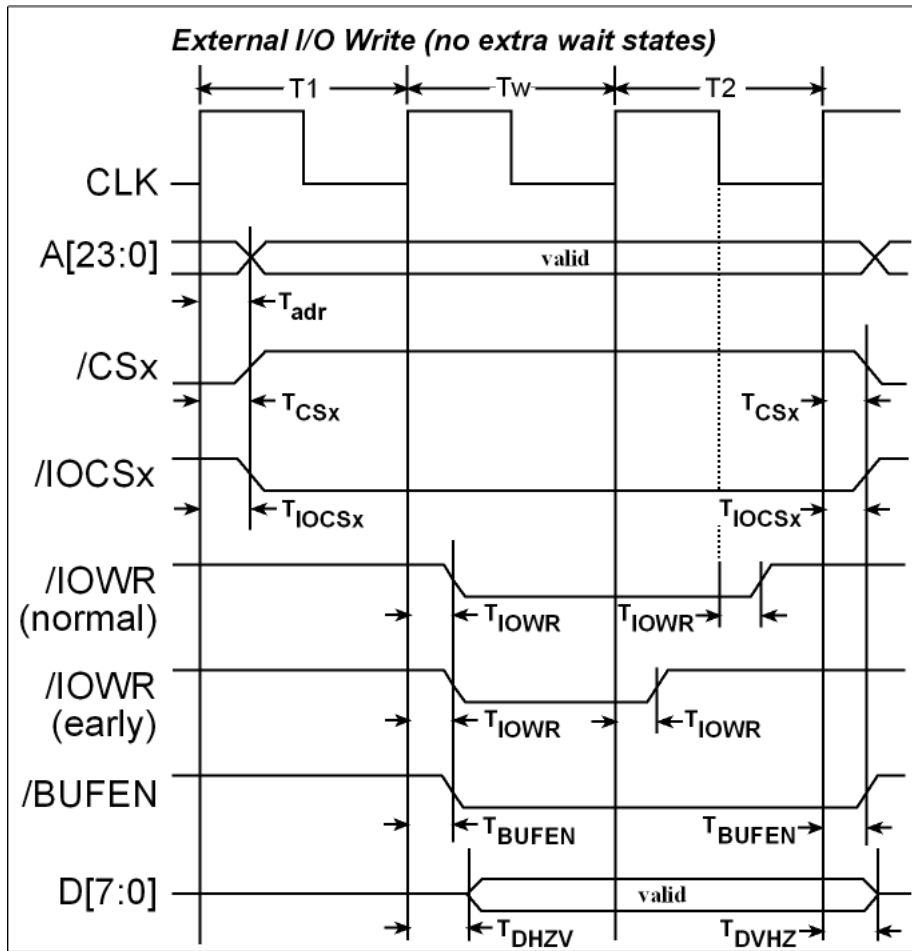 External I/O Write (no extra wait states)
T1 Tw T2
CLK
A[23:0] valid
Tadr
/CSx
TCSx TCSx
/IOCSx
TIOCSx TIOCSx
/IOWR
(normal)
TIOWR TIOWR
/IOWR
(early)
TIOWR TIOWR
/BUFEN
TBUFEN TBUFEN
D[7:0] valid
TDHZV TDVHZ